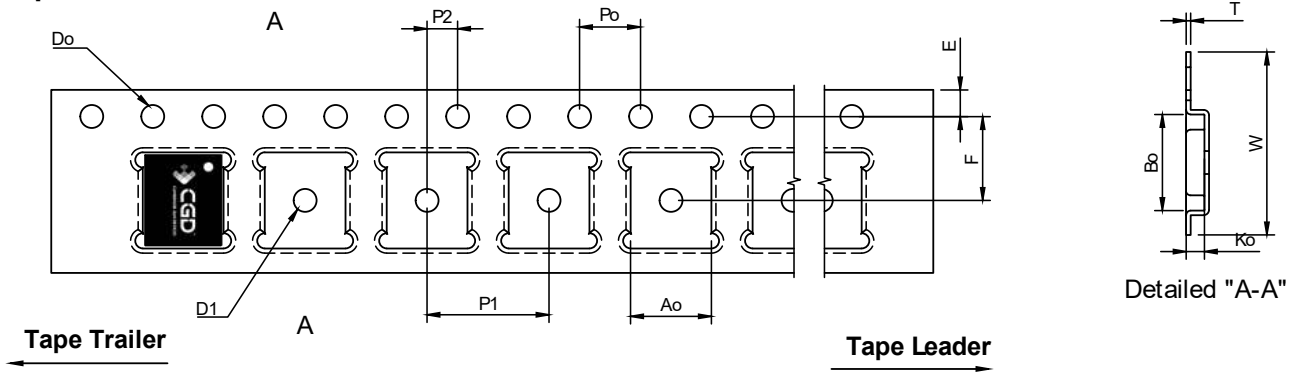 A
P2
Po
T
Do
E
F
Bo
W
CGD
Ko
D1
P1
Ao
A
Detailed "A-A"
Tape Trailer
Tape Leader